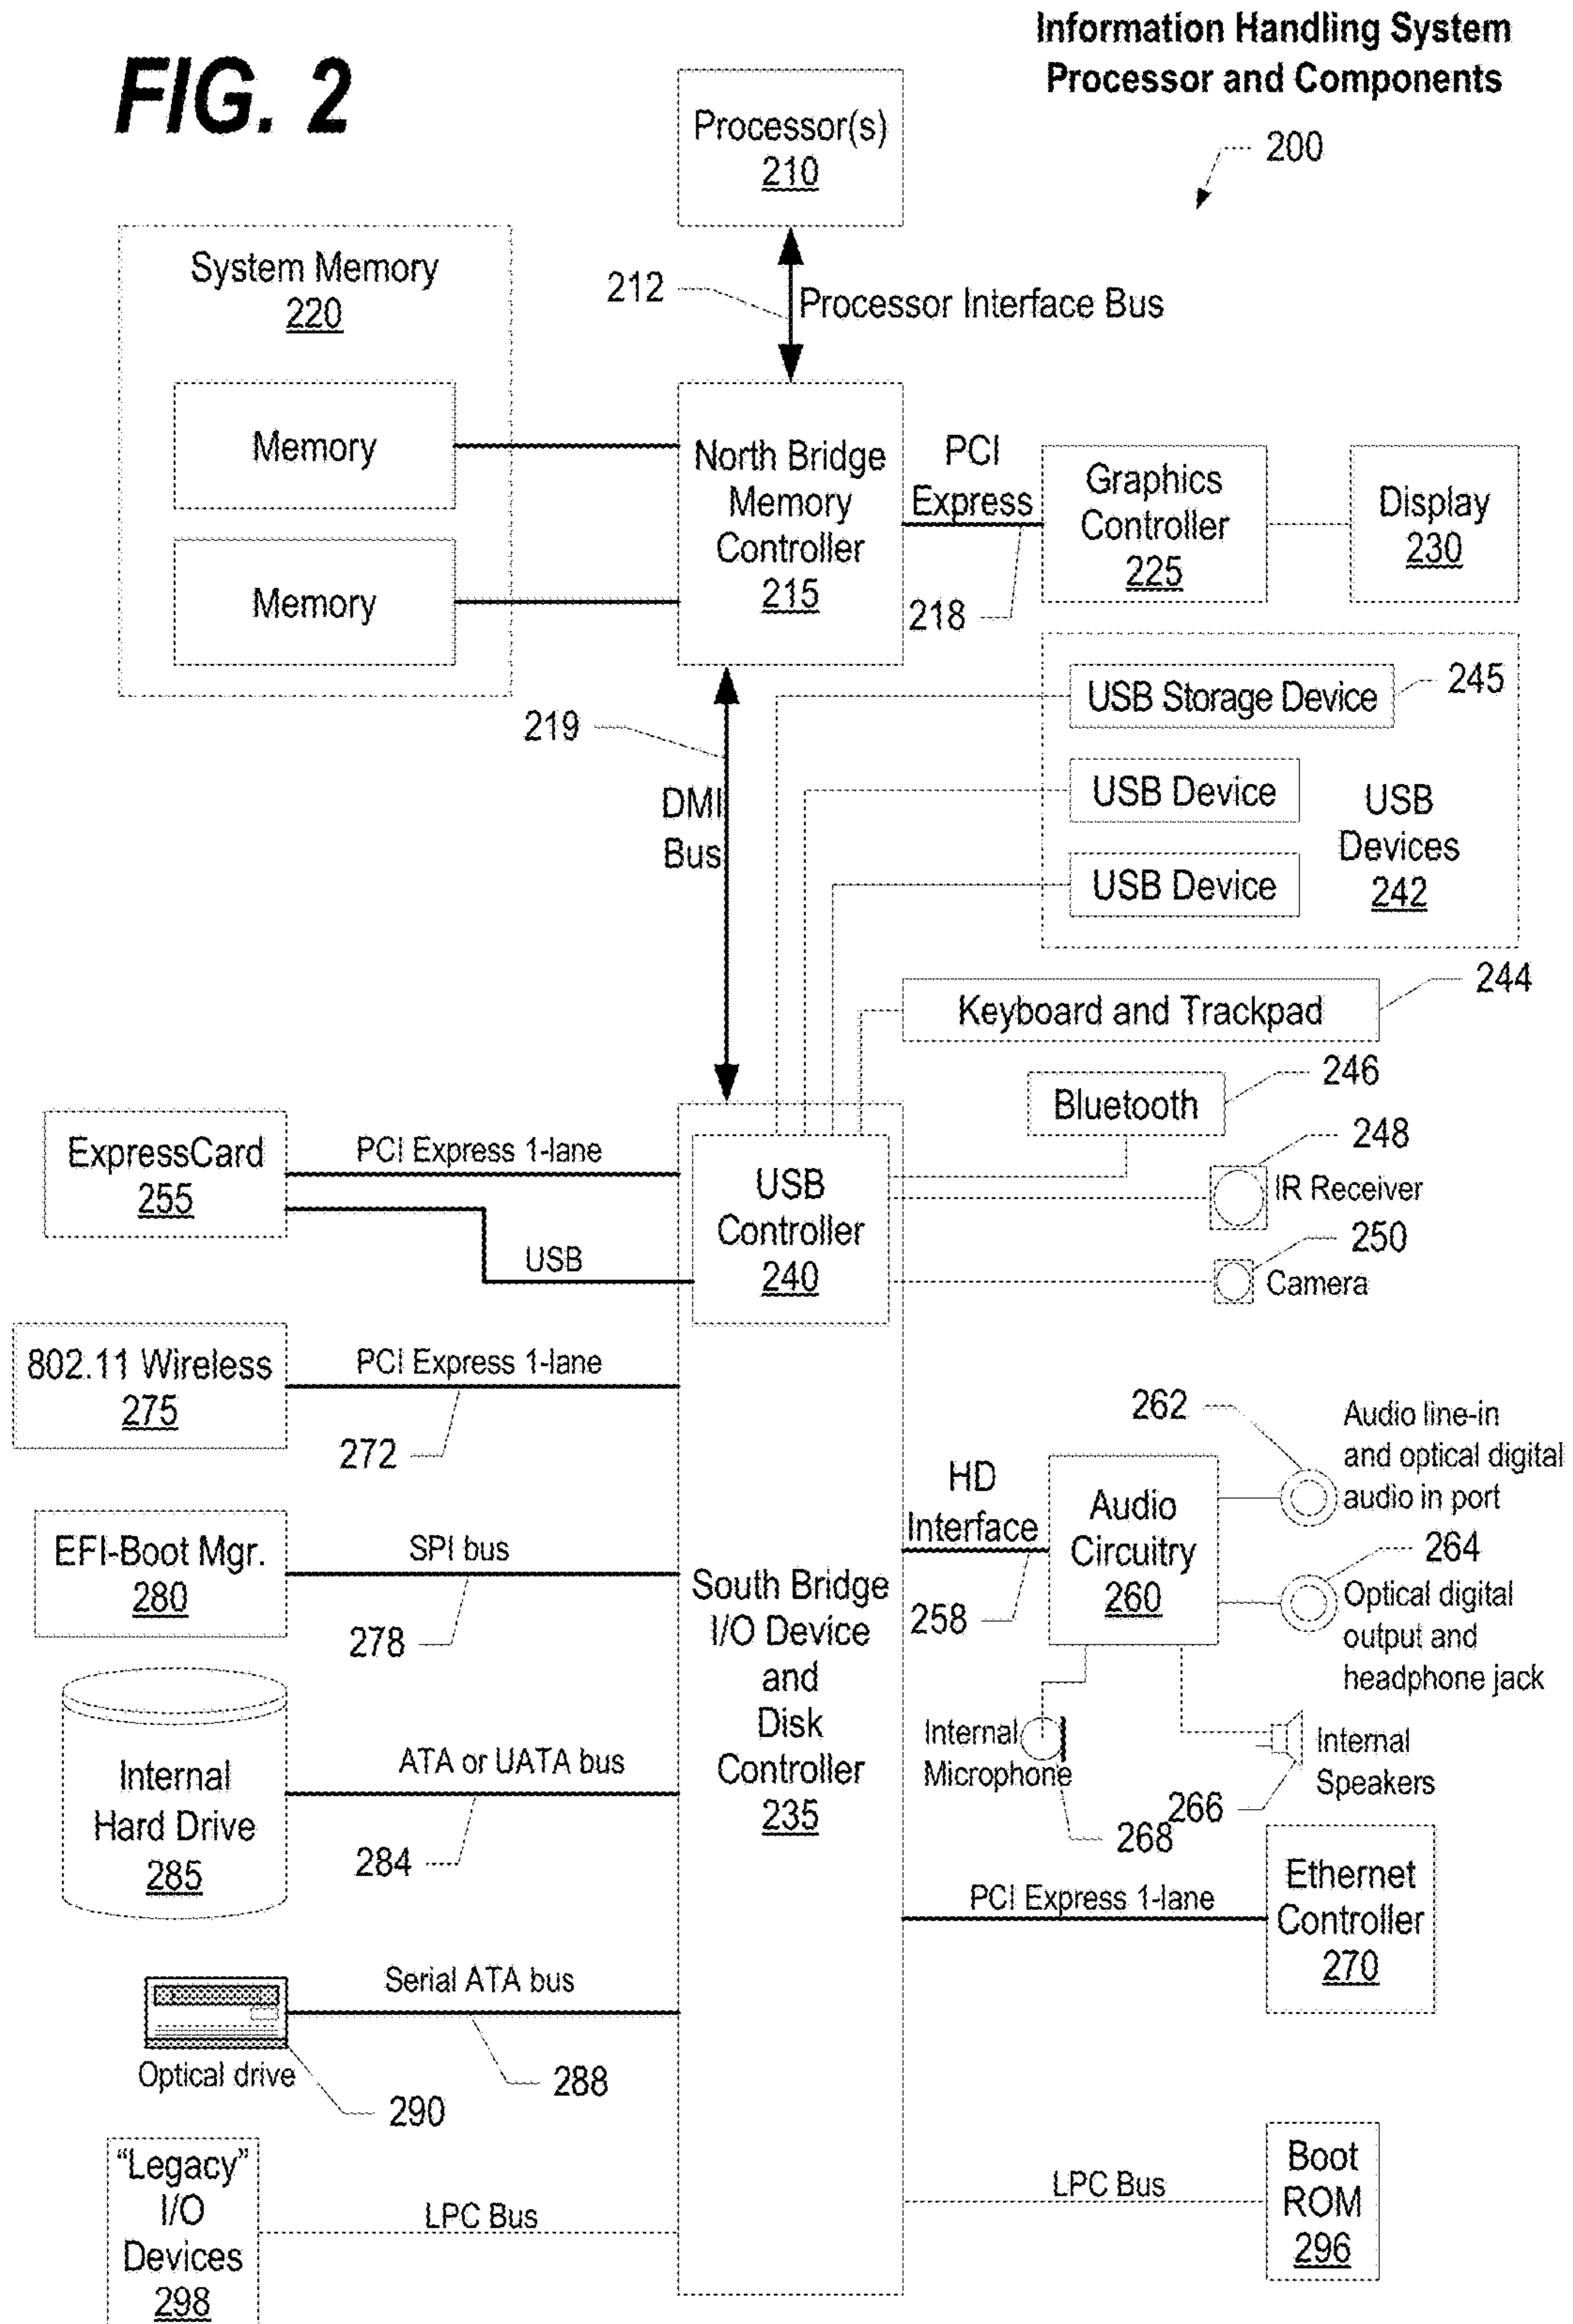 Information Handling System
Processor and Components
FIG. 2
200
Processor(s)
210
212
Processor Interface Bus
System Memory
220
Memory
Memory
North Bridge
Memory
Controller
215
PCI
Express
218
Graphics
Controller
225
Display
230
219
DMI
Bus
USB Storage Device
245
USB Device
USB Device
USB
Devices
242
Keyboard and Trackpad
244
Bluetooth
246
248
IR Receiver
250
Camera
ExpressCard
255
PCI Express 1-lane
USB
USB
Controller
240
802.11 Wireless
275
PCI Express 1-lane
272
EFI-Boot Mgr.
280
SPI bus
278
South Bridge
I/O Device
and
Disk
Controller
235
HD
Interface
258
Audio
Circuitry
260
262
Audio line-in
and optical digital
audio in port
264
Optical digital
output and
headphone jack
Internal
Microphone
268
Internal
Speakers
266
Internal
Hard Drive
285
ATA or UATA bus
284
PCI Express 1-lane
Ethernet
Controller
270
Serial ATA bus
288
Optical drive
290
"Legacy"
I/O
Devices
298
LPC Bus
LPC Bus
Boot
ROM
296